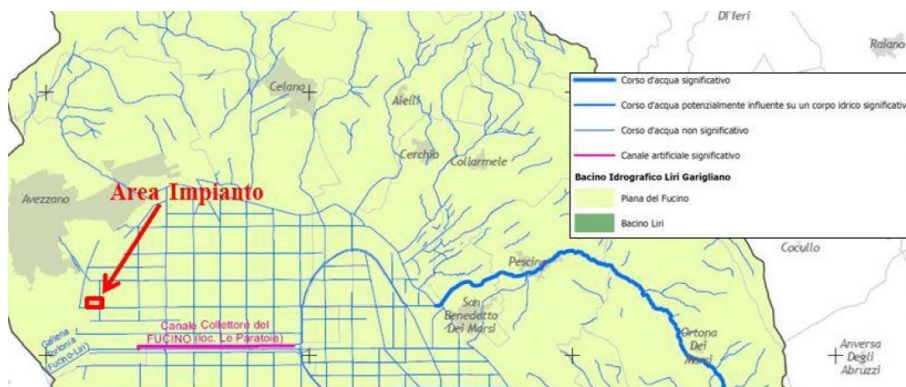 Di Ieri
Raiano
Celano
Aielli
Cerchio
Collarmele
Avezzano
Area Impianto
Corso d'acqua significativo
Corso d'acqua potenzialmente influente su un corpo idrico significativ
Corso d'acqua non significativo
Canale artificiale significativo
Bacino Idrografico Liri Garigliano
Piana del Fucino
Bacino Liri
Cocullo
Pescina
San
Benedetto
Dei Marsi
Ortona
Dei
Marsi
Anversa
Degli
Abruzzi
Canale Collettore del
FUCINO (loc. Le Paratoie)
Galleria
Torlonia
Fucino-Liri)